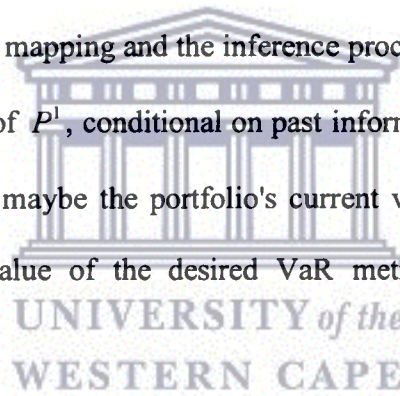 mapping and the inference proc
of P¹, conditional on past inform
maybe the portfolio's current v
alue of the desired VaR met
UNIVERSITY of the
WESTERN CAPE